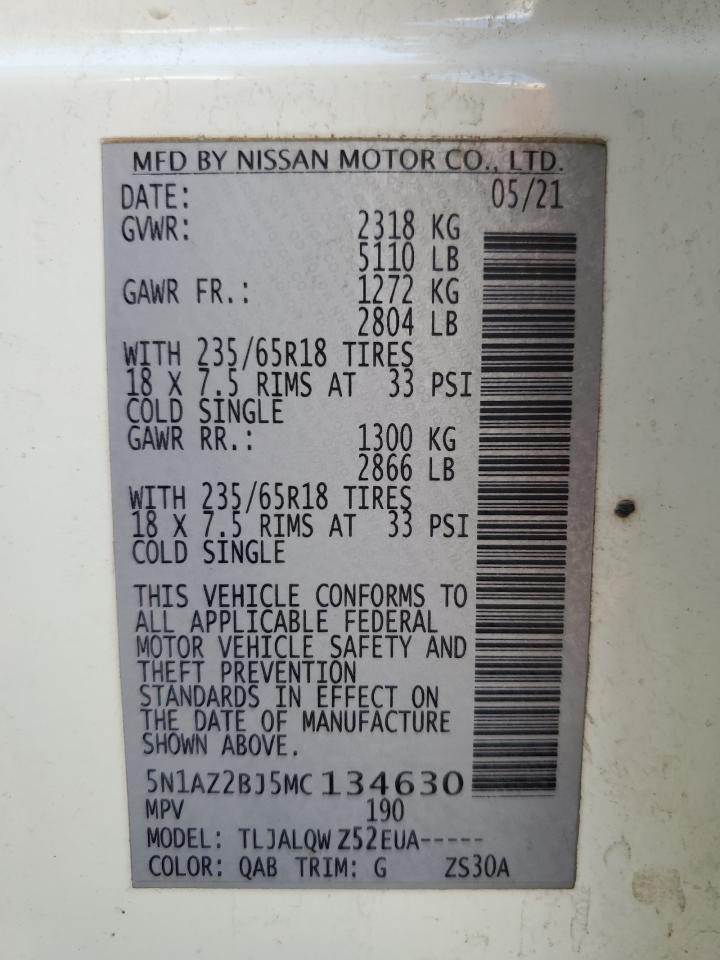 MFD BY NISSAN MOTOR CO., LTD.
DATE: 05/21
GVWR: 2318 KG
5110 LB
GAWR FR.: 1272 KG
2804 LB
WITH 235/65R18 TIRES
18 X 7.5 RIMS AT 33 PSI
COLD SINGLE
GAWR RR.: 1300 KG
2866 LB
WITH 235/65R18 TIRES
18 X 7.5 RIMS AT 33 PSI
COLD SINGLE
THIS VEHICLE CONFORMS TO
ALL APPLICABLE FEDERAL
MOTOR VEHICLE SAFETY AND
THEFT PREVENTION
STANDARDS IN EFFECT ON
THE DATE OF MANUFACTURE
SHOWN ABOVE.
5N1AZ2BJ5MC134630
MPV 190
MODEL: TLJALQW Z52EUA-----
COLOR: QAB TRIM: G ZS30A